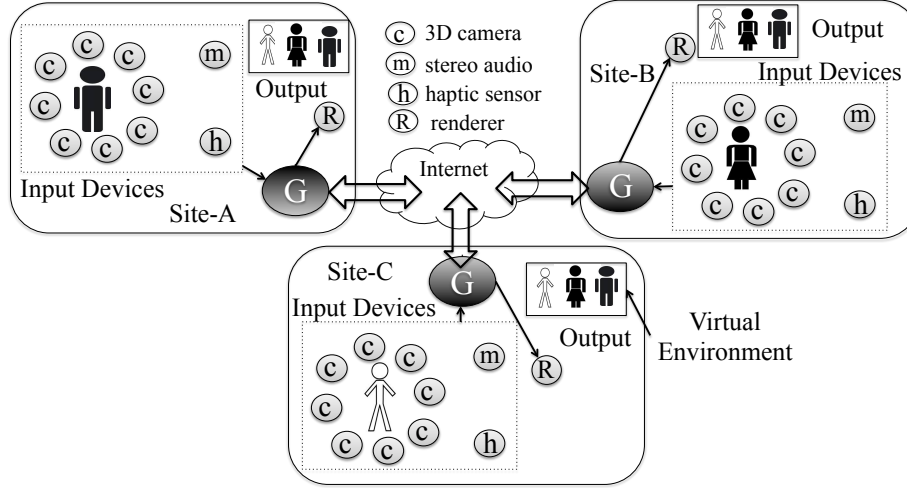 c 3D camera
m stereo audio
h haptic sensor
R renderer
Internet
c
c
c
c
c
c
c
c
m
h
Output
R
Input Devices
G
Site-A
R
Output
Site-B
Input Devices
c
c
c
c
c
c
c
c
m
h
G
Site-C
G
Input Devices
c
c
c
c
c
c
c
c
m
h
Output
R
Virtual
Environment